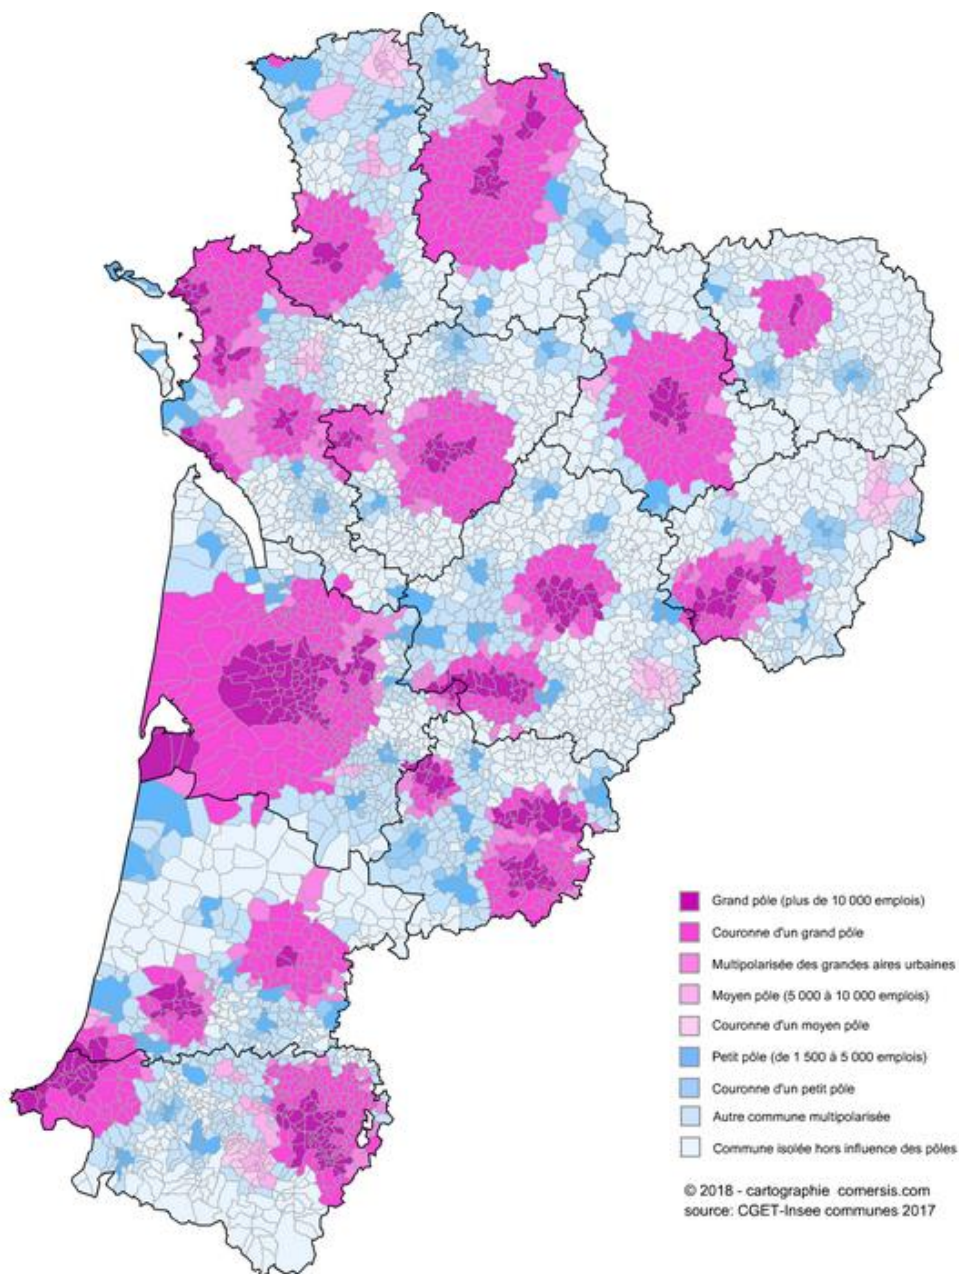 Grand pôle (plus de 10 000 emplois)
Couronne d'un grand pôle
Multipolarisée des grandes aires urbaines
Moyen pôle (5 000 à 10 000 emplois)
Couronne d'un moyen pôle
Petit pôle (de 1 500 à 5 000 emplois)
Couronne d'un petit pôle
Autre commune multipolarisée
Commune isolée hors influence des pôles
© 2018 - cartographie comersis.com
source: CGET-Insee communes 2017